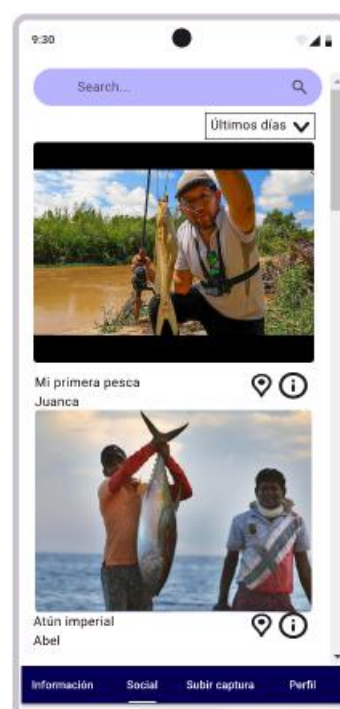 9:30
Search...
Últimos días
Mi primera pesca
Juanca
Atún imperial
Abel
Información Social Subir captura Perfil